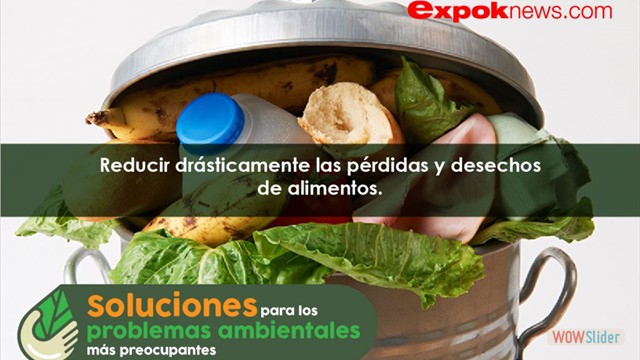 expoknews.com
Reducir drásticamente las pérdidas y desechos
de alimentos.
Soluciones para los
problemas ambientales
más preocupantes
WOWSlider